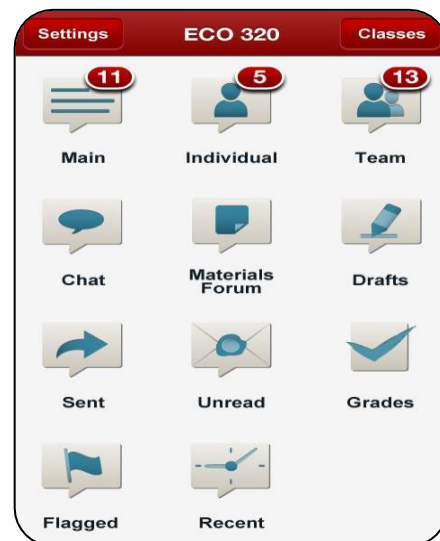 Settings
ECO 320
Classes
11
5
13
Main
Individual
Team
Chat
Materials
Forum
Drafts
Sent
Unread
Grades
Flagged
Recent